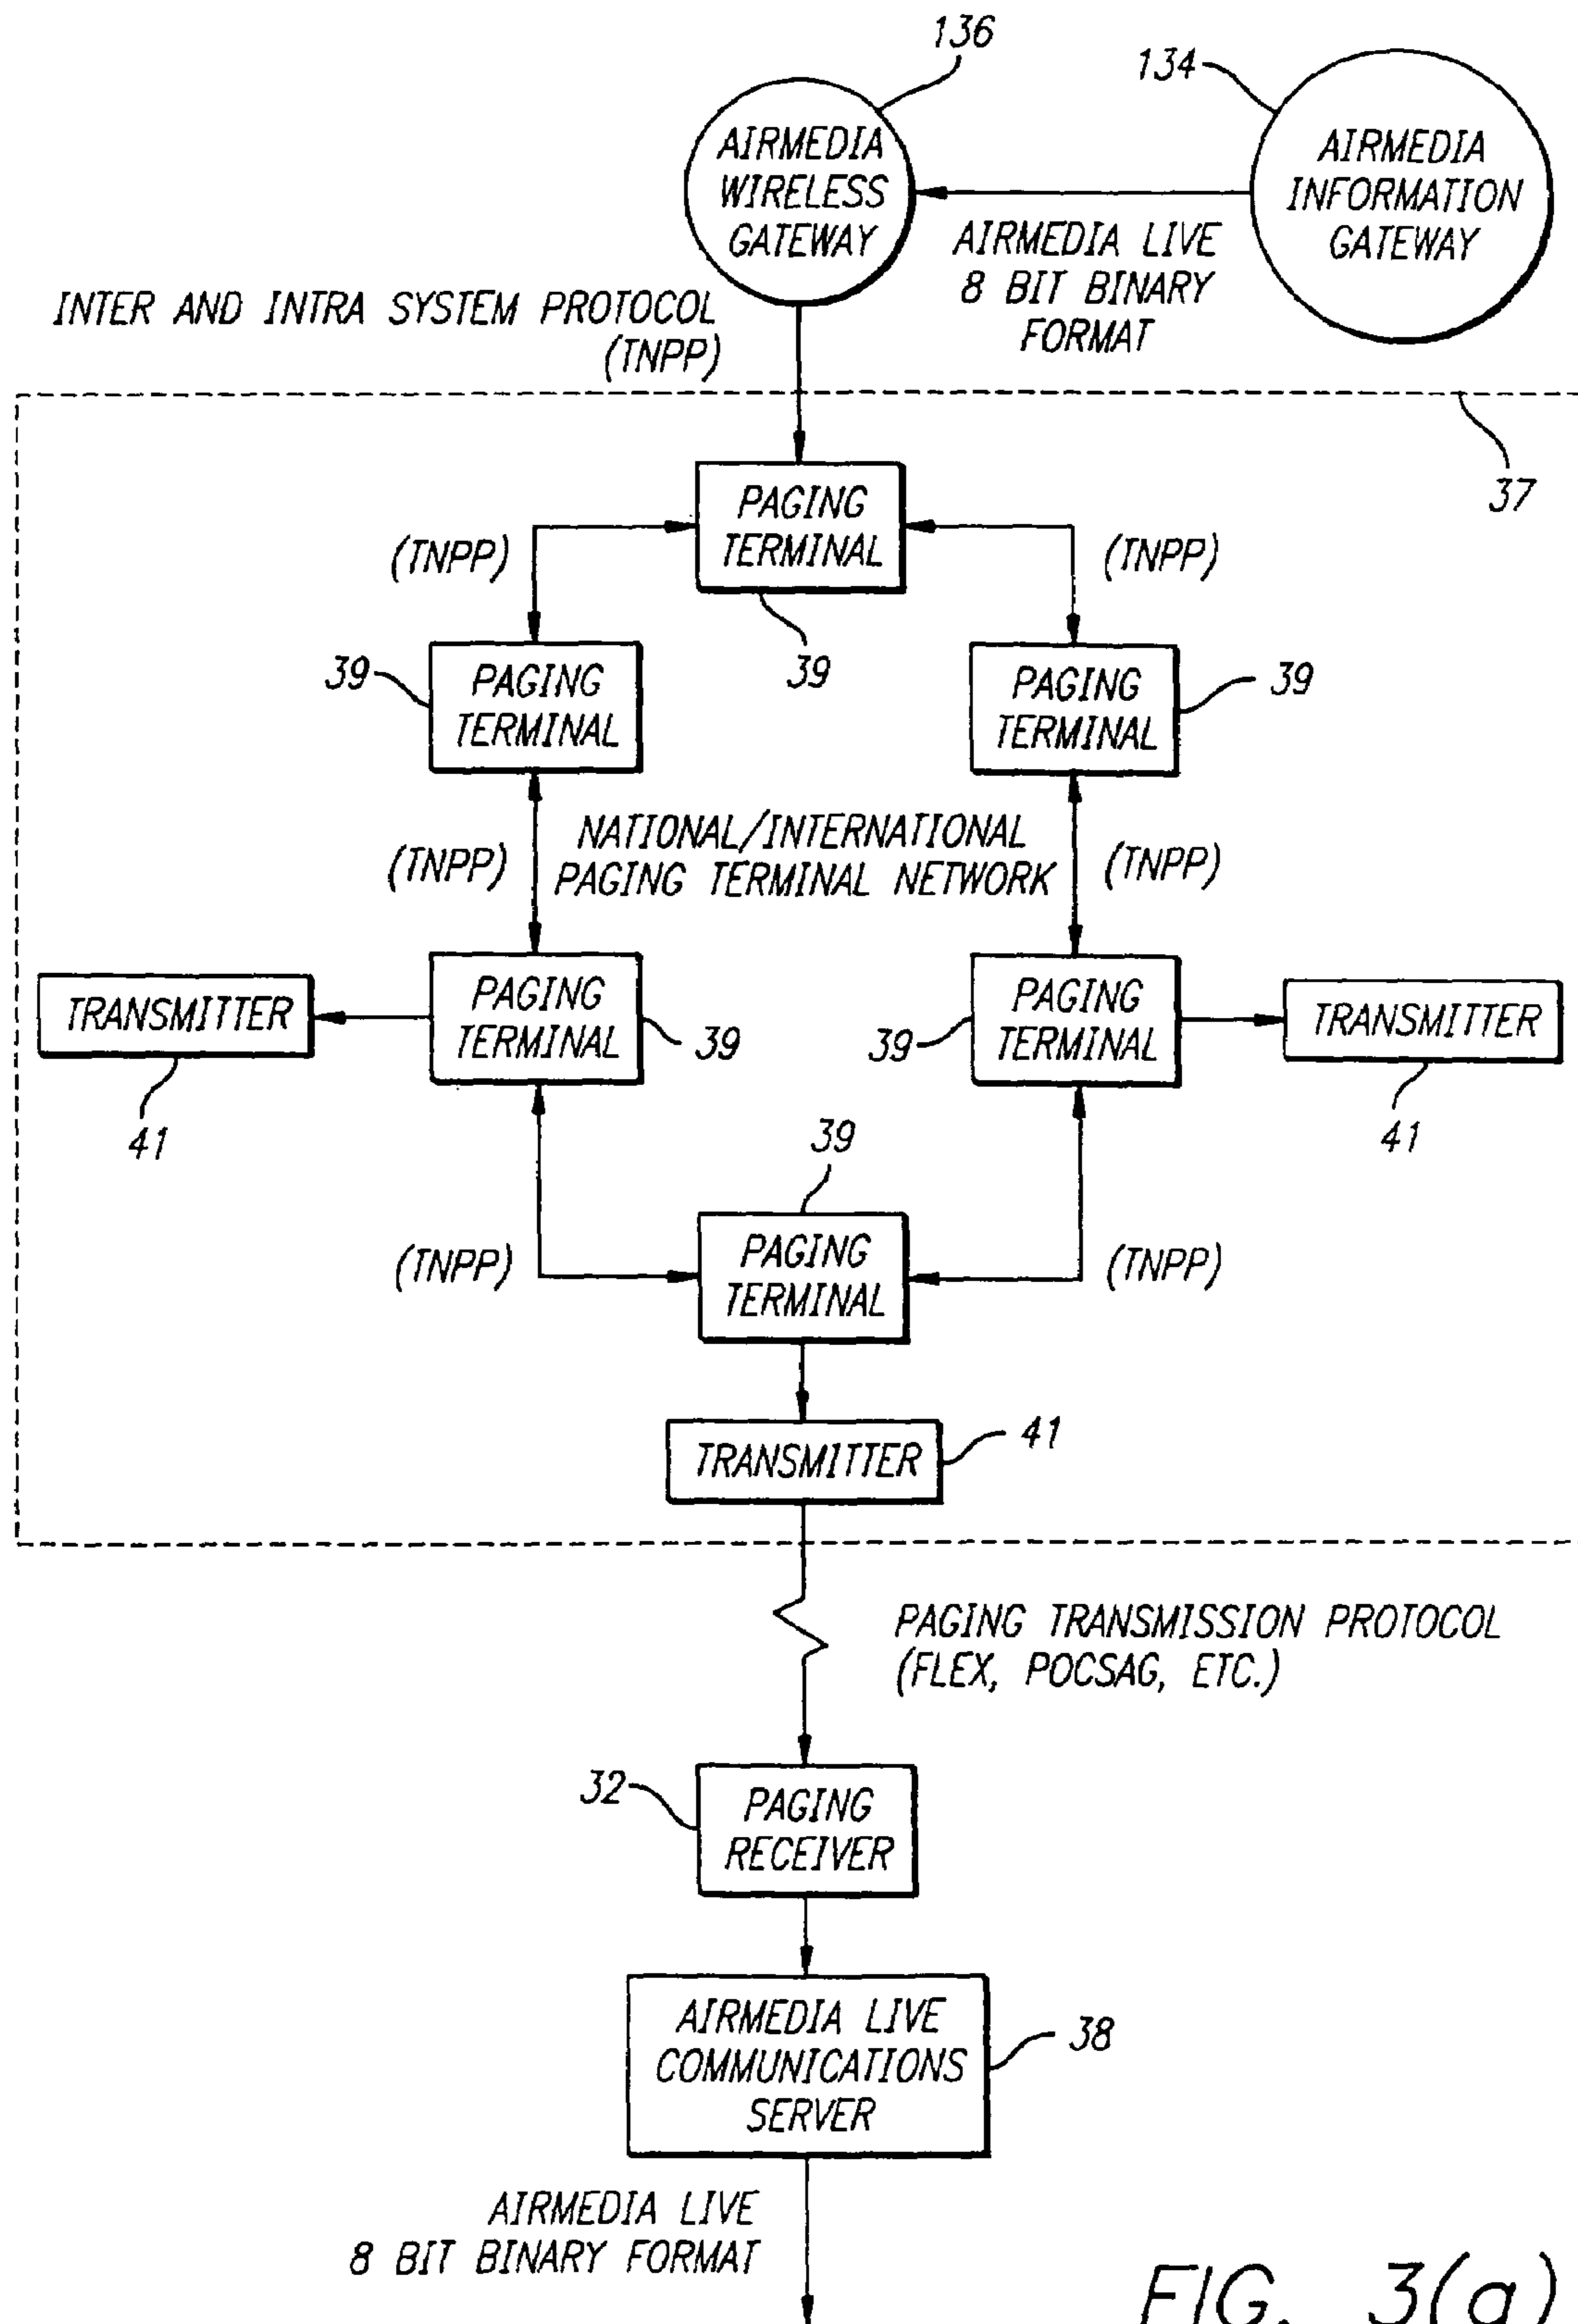 136
134
AIRMEDIA
WIRELESS
GATEWAY
AIRMEDIA
INFORMATION
GATEWAY
AIRMEDIA LIVE
8 BIT BINARY
FORMAT
INTER AND INTRA SYSTEM PROTOCOL
(TNPP)
37
PAGING
TERMINAL
39
(TNPP)
(TNPP)
39
PAGING
TERMINAL
PAGING
TERMINAL
39
(TNPP)
NATIONAL/INTERNATIONAL
PAGING TERMINAL NETWORK
(TNPP)
TRANSMITTER
41
PAGING
TERMINAL
39
39
PAGING
TERMINAL
TRANSMITTER
41
39
(TNPP)
PAGING
TERMINAL
(TNPP)
TRANSMITTER
41
PAGING TRANSMISSION PROTOCOL
(FLEX, POCSAG, ETC.)
32
PAGING
RECEIVER
AIRMEDIA LIVE
COMMUNICATIONS
SERVER
38
AIRMEDIA LIVE
8 BIT BINARY FORMAT
FIG. 3(a)